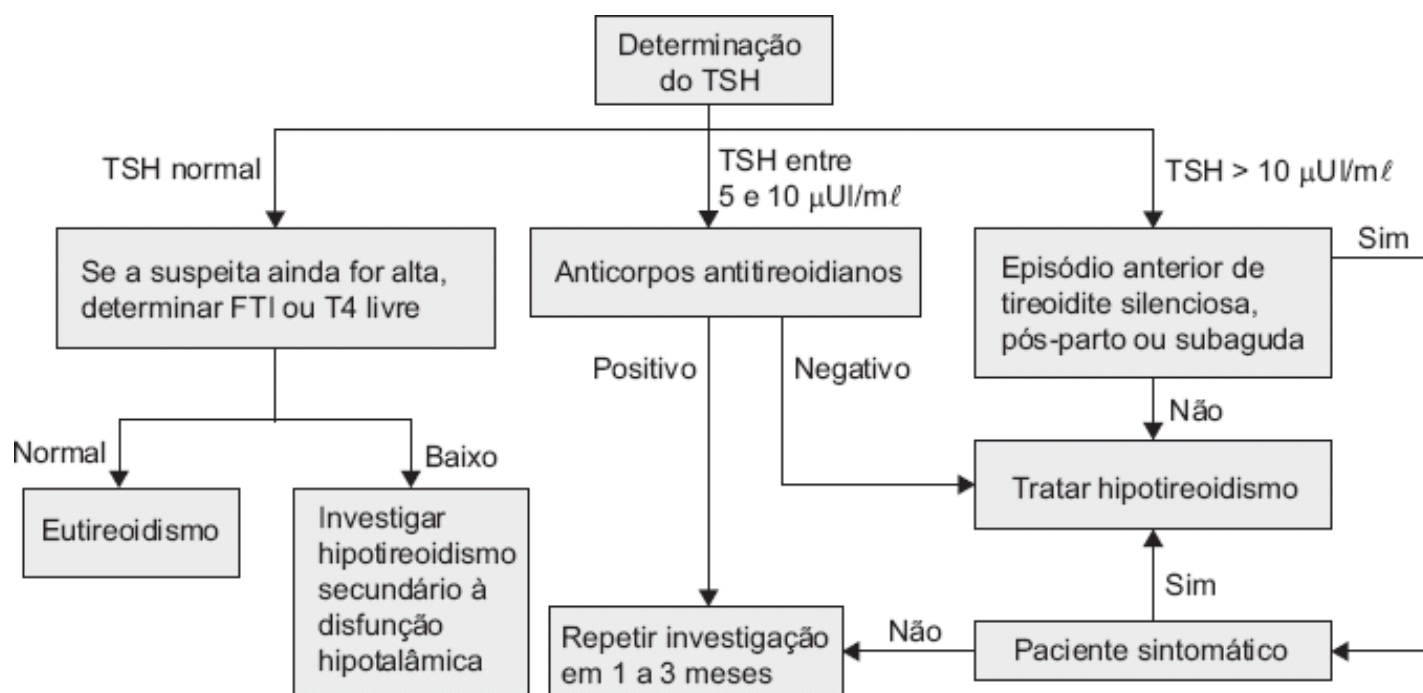 Determinação
do TSH
TSH normal
TSH entre
5 e 10 μUI/mℓ
TSH > 10 μUI/mℓ
Se a suspeita ainda for alta,
determinar FTI ou T4 livre
Anticorpos antitireoidianos
Episódio anterior de
tireoidite silenciosa,
pós-parto ou subaguda
Sim
Positivo
Negativo
Não
Normal
Baixo
Eutireoidismo
Investigar
hipotireoidismo
secundário à
disfunção
hipotalâmica
Tratar hipotireoidismo
Sim
Repetir investigação
em 1 a 3 meses
Não
Paciente sintomático